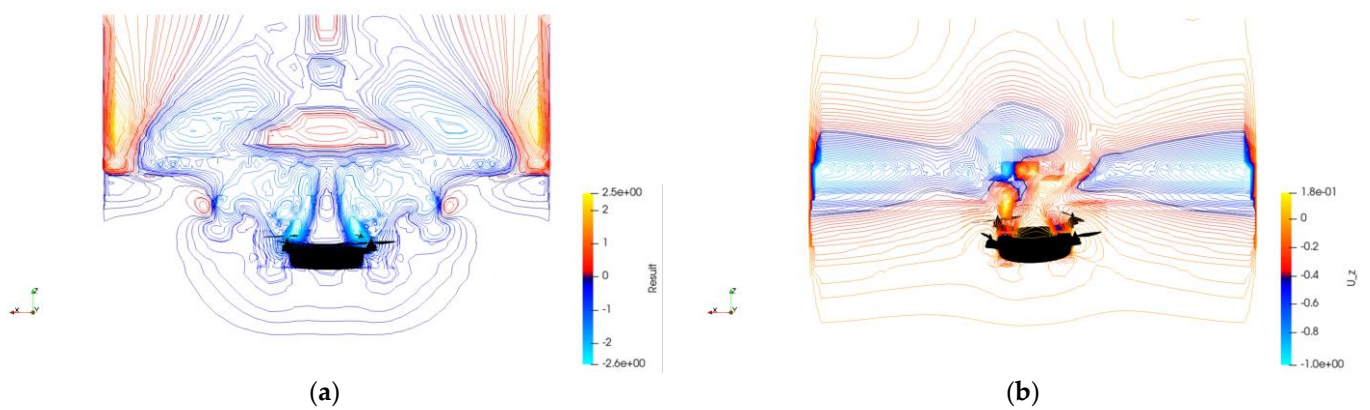 2.5e+00
2
1
0
-1
-2
-2.6e+00
Result
Z
X
Y
(a)
1.8e-01
0
-0.2
-0.4
-0.6
-0.8
-1.0e+00
U_z
Z
X
Y
(b)